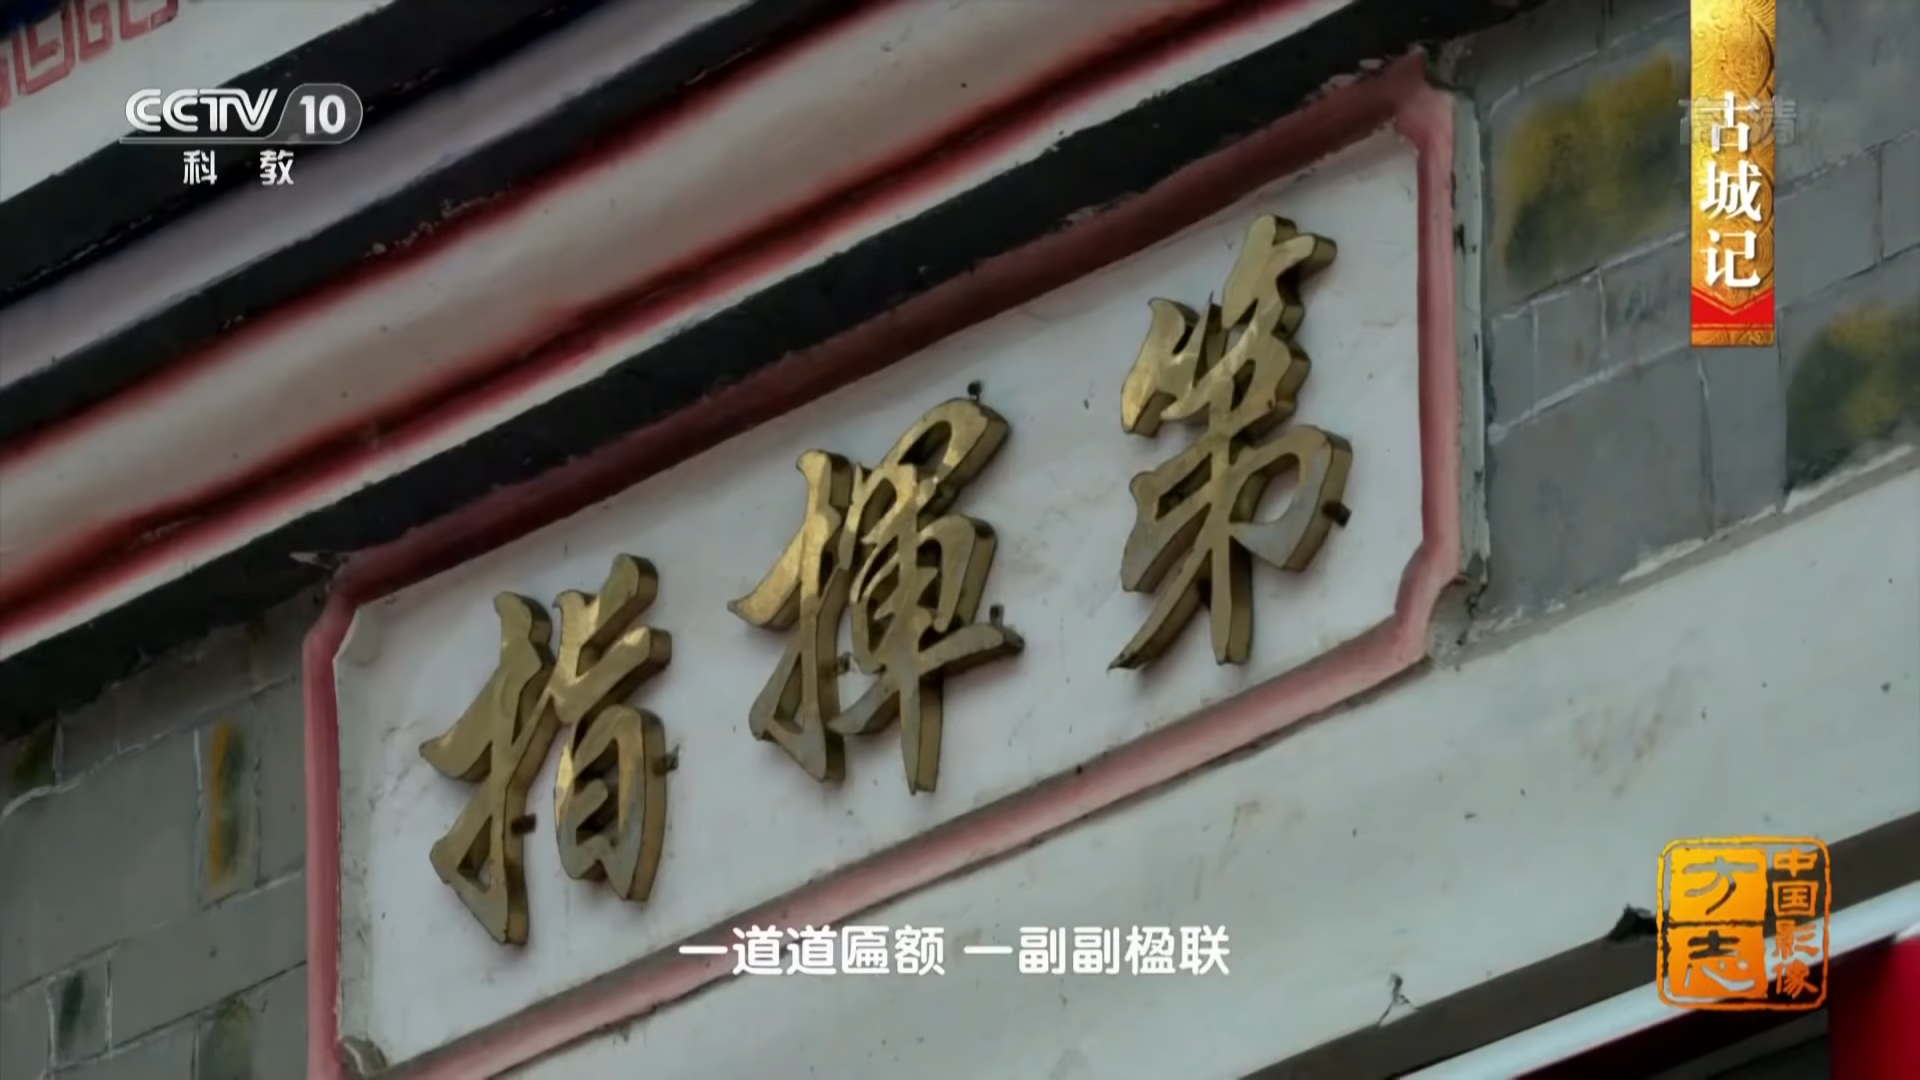 CCTV 10
科 教
高清
古城记
指揮第
一道道匾额 一副副楹联
中国影像
方志